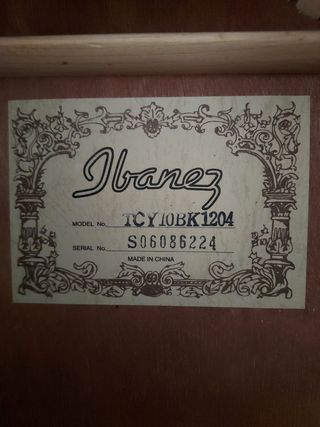 Ibanez
MODEL No. TCY10BK1204
SERIAL No. S06086224
MADE IN CHINA